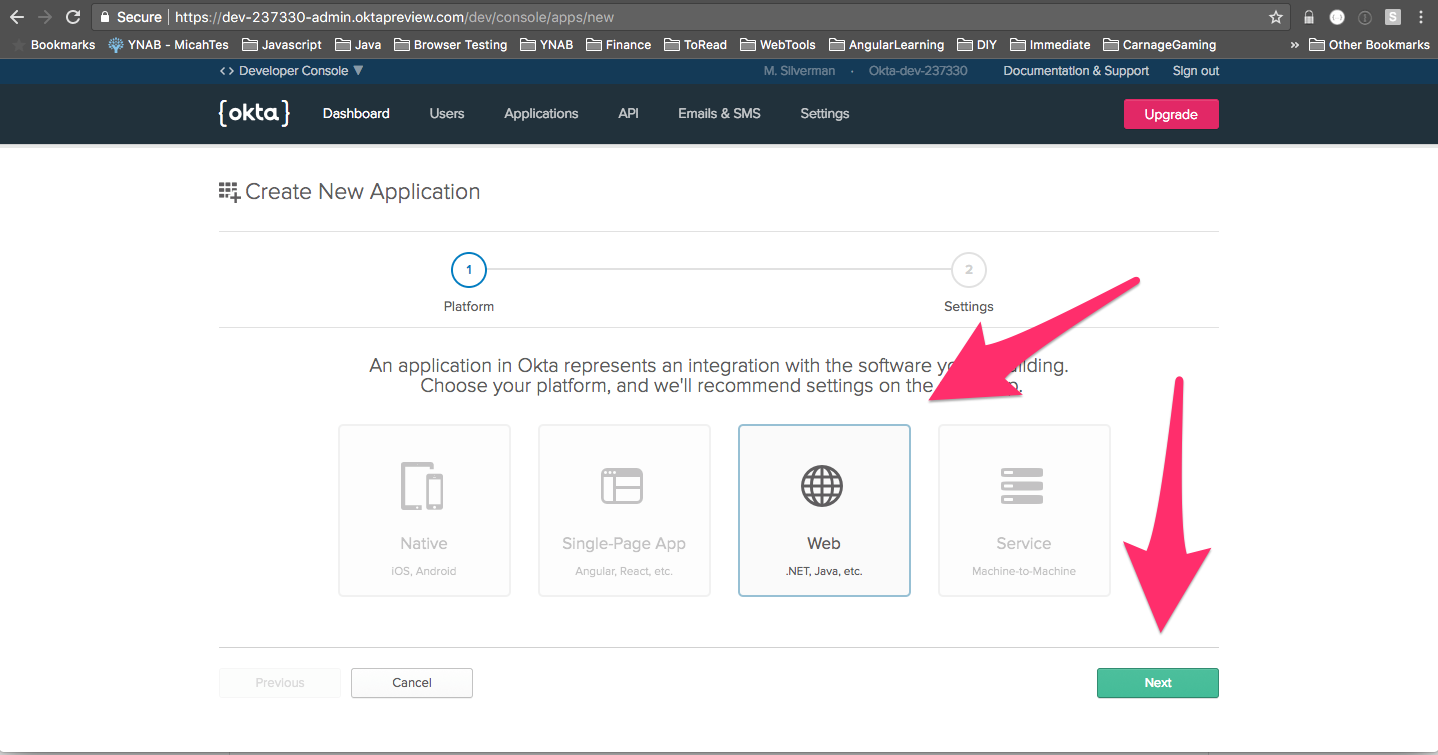 Secure https://dev-237330-admin.oktapreview.com/dev/console/apps/new
S
Bookmarks YNAB - MicahTes Javascript Java Browser Testing YNAB Finance ToRead WebTools AngularLearning DIY Immediate CarnageGaming » Other Bookmarks
<> Developer Console ▼ M. Silverman · Okta-dev-237330 Documentation & Support Sign out
{okta} Dashboard Users Applications API Emails & SMS Settings Upgrade
Create New Application
1 2
Platform Settings
An application in Okta represents an integration with the software ilding.
Choose your platform, and we'll recommend settings on the
Native Single-Page App Web Service
iOS, Android Angular, React, etc. .NET, Java, etc. Machine-to-Machine
Previous Cancel Next